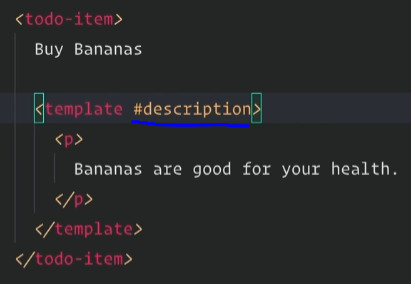 <todo-item>
Buy Bananas
<template #description>
<p>
Bananas are good for your health.
</p>
</template>
</todo-item>